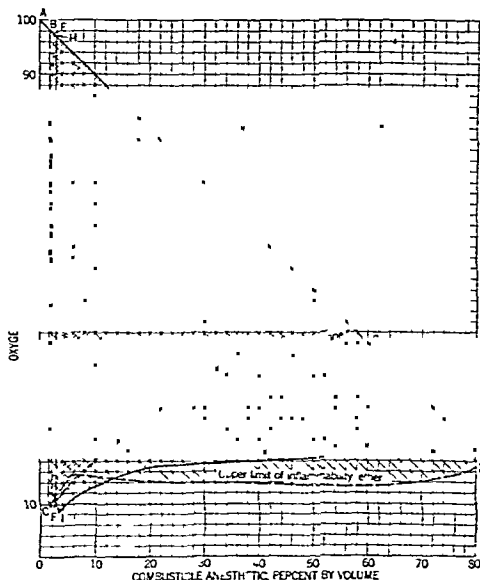 A
100
B E
H
90
OXYGE
Upper limit of inflammability, ether
10
C F I
0 10 20 30 40 50 60 70 80
COMBUSTIBLE ANESTHETIC, PERCENT BY VOLUME